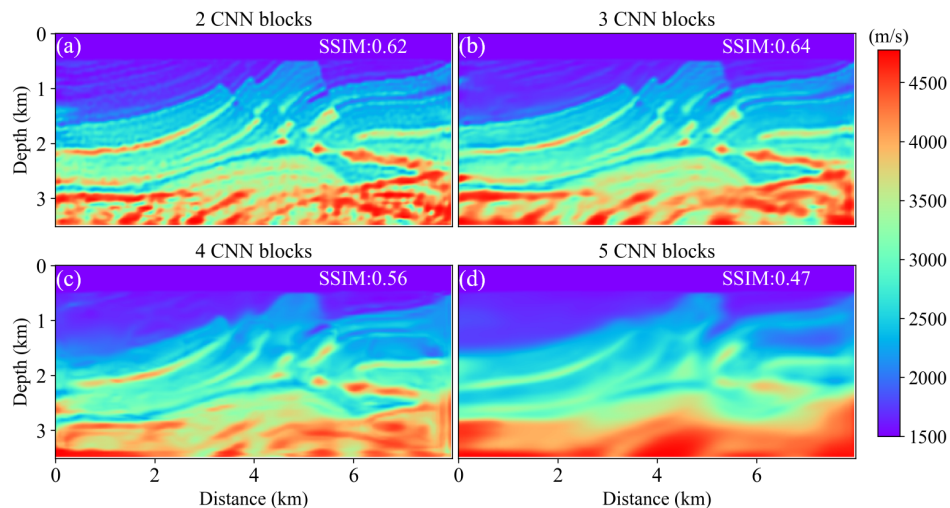 2 CNN blocks
3 CNN blocks
(a)
SSIM:0.62
(b)
SSIM:0.64
(m/s)
0
1
2
3
Depth (km)
4 CNN blocks
5 CNN blocks
(c)
SSIM:0.56
(d)
SSIM:0.47
0
1
2
3
Depth (km)
0
2
4
6
0
2
4
6
Distance (km)
Distance (km)
4500
4000
3500
3000
2500
2000
1500